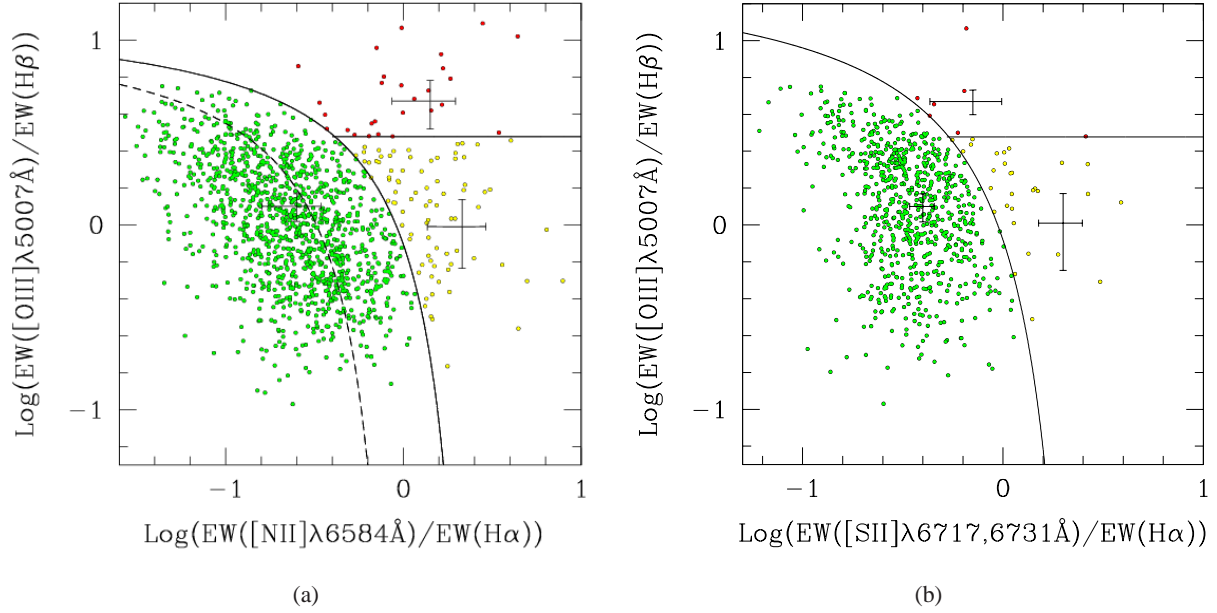 Log(EW([OIII]λ5007Å)/EW(Hβ))
1
0
−1
−1
0
1
Log(EW([NII]λ6584Å)/EW(Hα))
(a)
Log(EW([OIII]λ5007Å)/EW(Hβ))
1
0
−1
−1
0
1
Log(EW([SII]λ6717,6731Å)/EW(Hα))
(b)